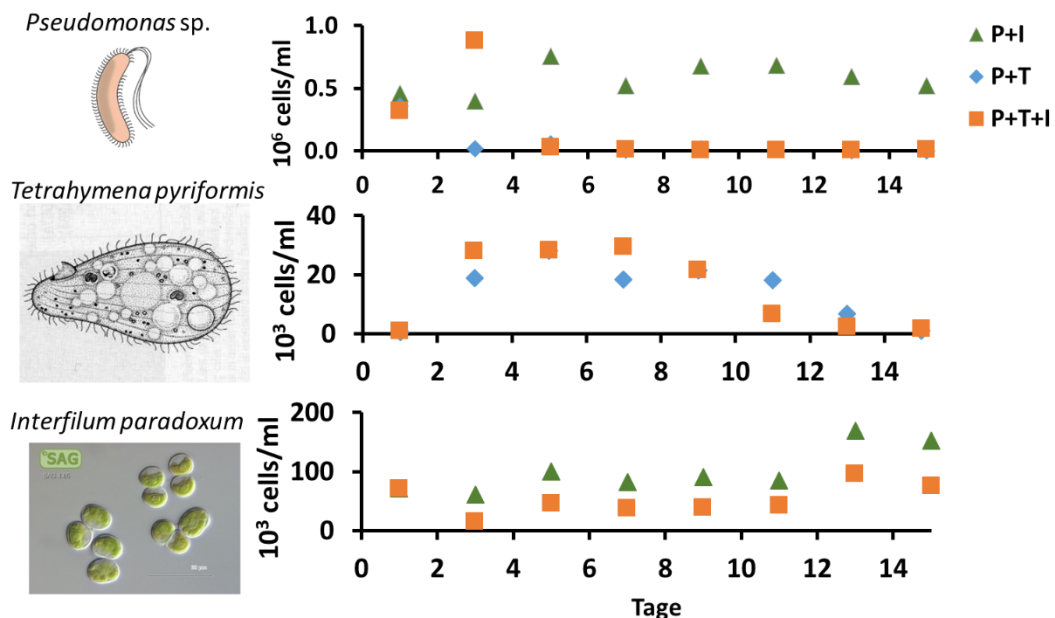 Pseudomonas sp.
10⁶ cells/ml
1.0
0.5
0.0
0 2 4 6 8 10 12 14
P+I
P+T
P+T+I
Tetrahymena pyriformis
10³ cells/ml
40
20
0
0 2 4 6 8 10 12 14
Interfilum paradoxum
SAG
10³ cells/ml
200
100
0
0 2 4 6 8 10 12 14
Tage